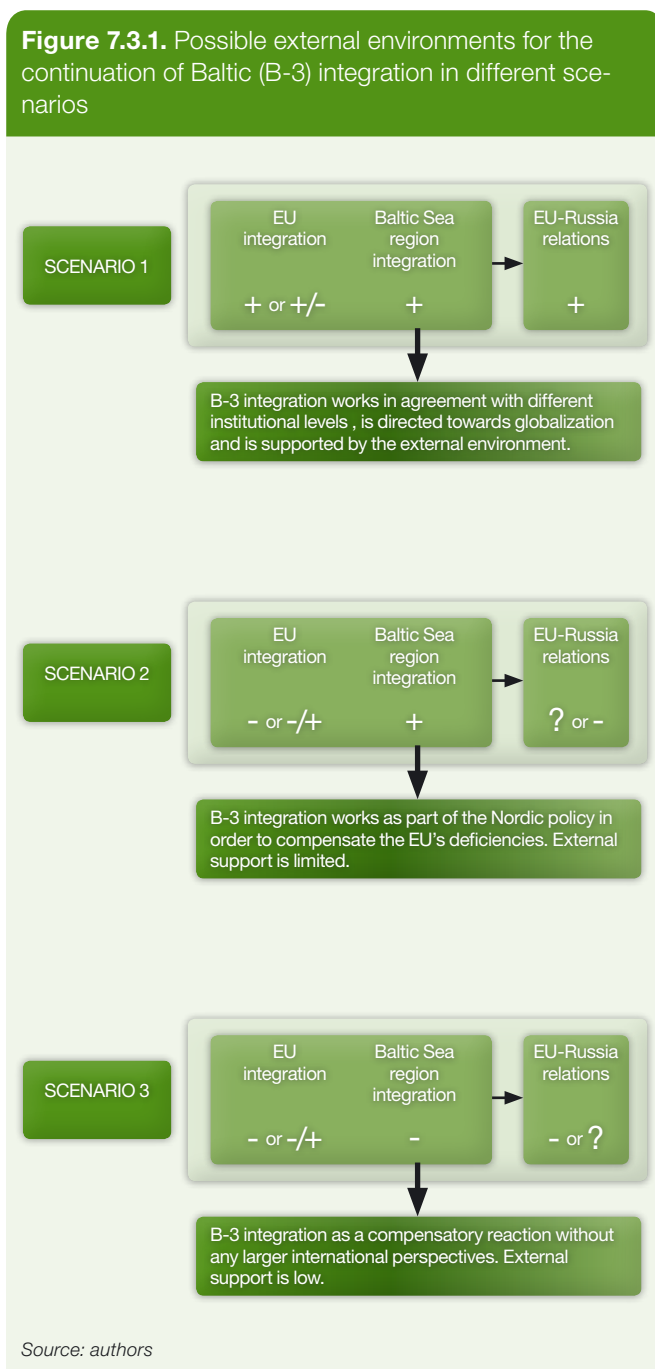 Figure 7.3.1. Possible external environments for the
continuation of Baltic (B-3) integration in different sce-
narios
SCENARIO 1
EU
integration
+ or +/-
Baltic Sea
region
integration
+
EU-Russia
relations
+
B-3 integration works in agreement with different
institutional levels , is directed towards globalization
and is supported by the external environment.
SCENARIO 2
EU
integration
- or -/+
Baltic Sea
region
integration
+
EU-Russia
relations
? or -
B-3 integration works as part of the Nordic policy in
order to compensate the EU's deficiencies. External
support is limited.
SCENARIO 3
EU
integration
- or -/+
Baltic Sea
region
integration
-
EU-Russia
relations
- or ?
B-3 integration as a compensatory reaction without
any larger international perspectives. External
support is low.
Source: authors